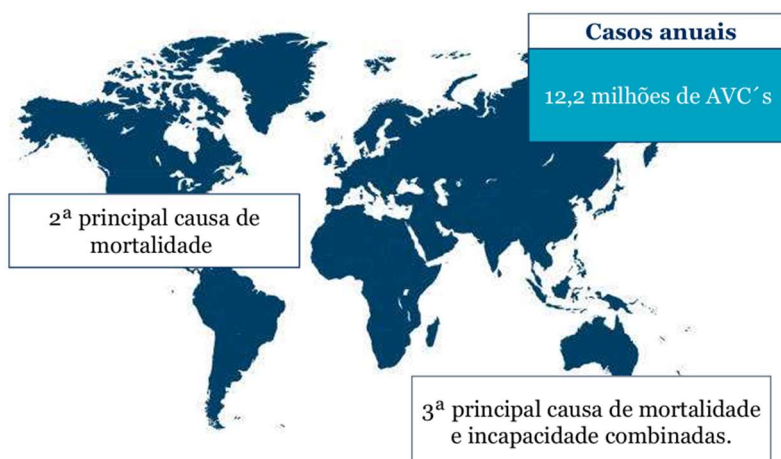 Casos anuais
12,2 milhões de AVC´s
2ª principal causa de
mortalidade
3ª principal causa de mortalidade
e incapacidade combinadas.